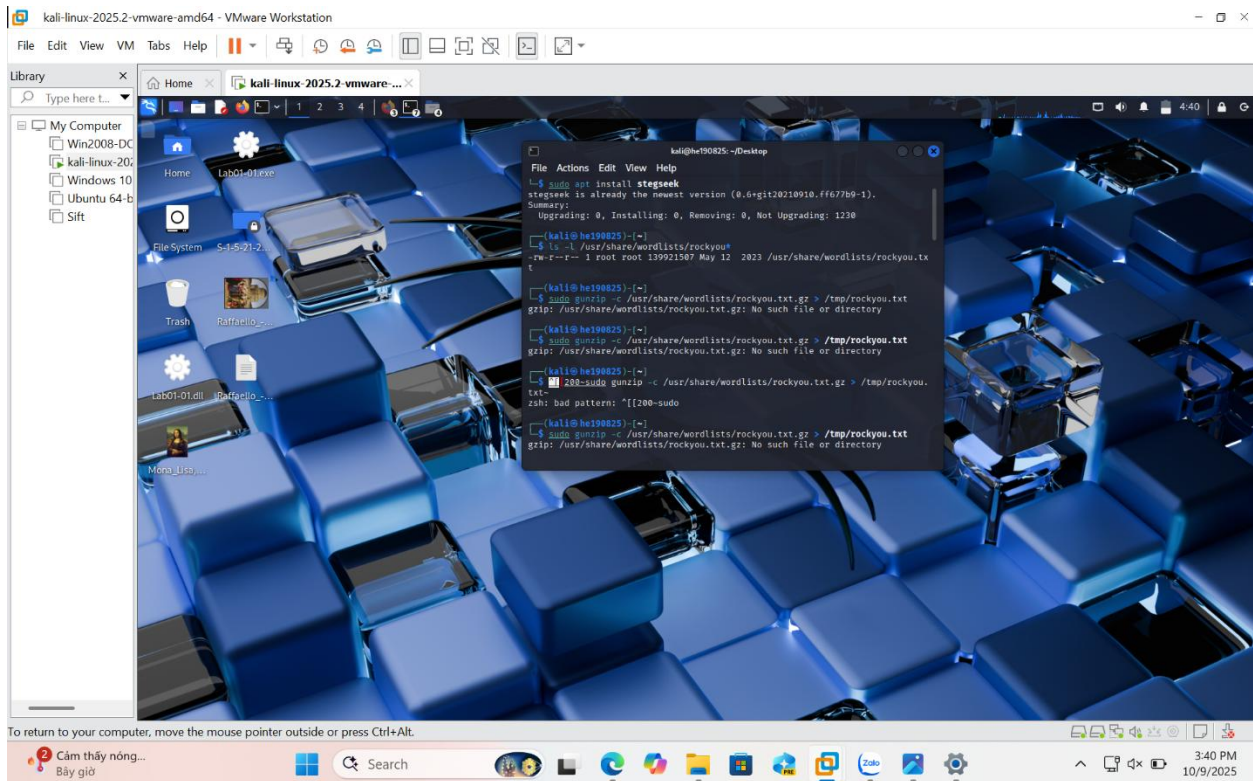 kali-linux-2025.2-vmware-amd64 - VMware Workstation
File Edit View VM Tabs Help
Library ×
Type here t...
Home
kali-linux-2025.2-vmware-...
1 2 3 4
4:40
My Computer
Win2008-DC
kali-linux-202
Windows 10
Ubuntu 64-b
Sift
Home
Lab01-01.exe
File System
S-1-5-21-2...
Trash
Raffaello_-...
Lab01-01.dll
Raffaello_-...
Mona_Lisa,...
kali@he190825: ~/Desktop
File Actions Edit View Help
└─$ sudo apt install stegseek
stegseek is already the newest version (0.6+git20210910.ff677b9-1).
Summary:
Upgrading: 0, Installing: 0, Removing: 0, Not Upgrading: 1230
┌──(kali㉿he190825)-[~]
└─$ ls -l /usr/share/wordlists/rockyou*
-rw-r--r-- 1 root root 139921507 May 12 2023 /usr/share/wordlists/rockyou.tx
t
┌──(kali㉿he190825)-[~]
└─$ sudo gunzip -c /usr/share/wordlists/rockyou.txt.gz > /tmp/rockyou.txt
gzip: /usr/share/wordlists/rockyou.txt.gz: No such file or directory
┌──(kali㉿he190825)-[~]
└─$ sudo gunzip -c /usr/share/wordlists/rockyou.txt.gz > /tmp/rockyou.txt
gzip: /usr/share/wordlists/rockyou.txt.gz: No such file or directory
┌──(kali㉿he190825)-[~]
└─$ ^[[200~sudo gunzip -c /usr/share/wordlists/rockyou.txt.gz > /tmp/rockyou.
txt~
zsh: bad pattern: ^[[200~sudo
┌──(kali㉿he190825)-[~]
└─$ sudo gunzip -c /usr/share/wordlists/rockyou.txt.gz > /tmp/rockyou.txt
gzip: /usr/share/wordlists/rockyou.txt.gz: No such file or directory
To return to your computer, move the mouse pointer outside or press Ctrl+Alt.
2
Cảm thấy nóng...
Bây giờ
Search
PRE
Zalo
3:40 PM
10/9/2025